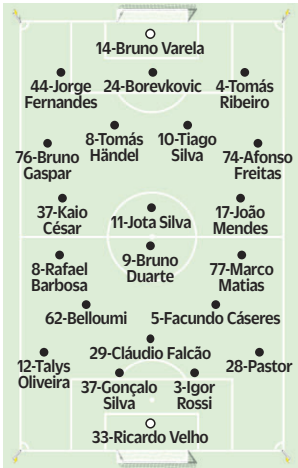 14-Bruno Varela
44-Jorge
Fernandes
24-Borevkovic
4-Tomás
Ribeiro
8-Tomás
Händel
10-Tiago
Silva
76-Bruno
Gaspar
74-Afonso
Freitas
37-Kaio
César
11-Jota Silva
17-João
Mendes
9-Bruno
Duarte
8-Rafael
Barbosa
77-Marco
Matias
62-Belloumi
5-Facundo Cáseres
29-Cláudio Falcão
12-Talys
Oliveira
28-Pastor
37-Gonçalo
Silva
3-Igor
Rossi
33-Ricardo Velho